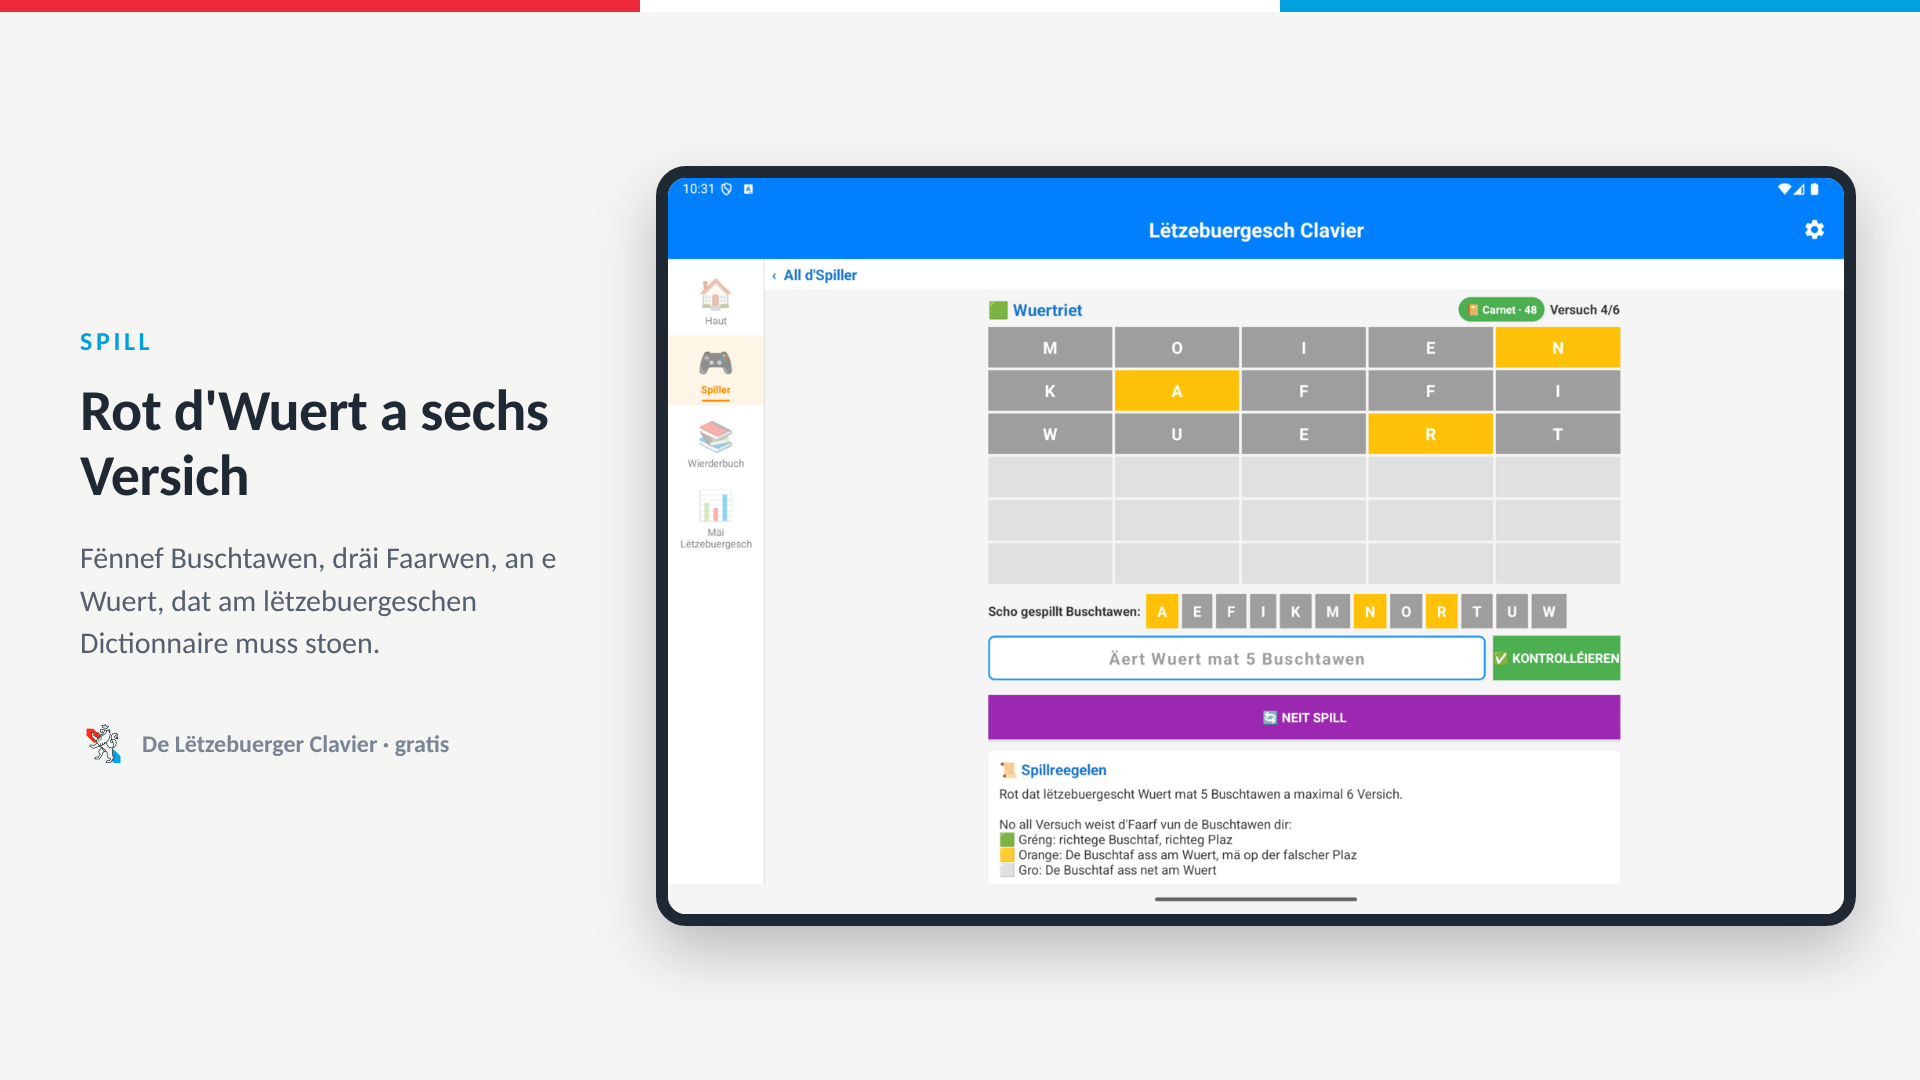 SPILL
Rot d'Wuert a sechs
Versich
Fënnef Buschtawen, dräi Faarwen, an e
Wuert, dat am lëtzebuergeschen
Dictionnaire muss stoen.
De Lëtzebuerger Clavier · gratis
10:31
Lëtzebuergesch Clavier
Haut
Spiller
Wierderbuch
Mäi
Lëtzebuergesch
‹ All d'Spiller
Wuertriet
Carnet · 48
Versuch 4/6
M O I E N
K A F F I
W U E R T
Scho gespillt Buschtawen: A E F I K M N O R T U W
Äert Wuert mat 5 Buschtawen
KONTROLLÉIEREN
NEIT SPILL
Spillreegelen
Rot dat lëtzebuergescht Wuert mat 5 Buschtawen a maximal 6 Versich.
No all Versuch weist d'Faarf vun de Buschtawen dir:
Gréng: richtege Buschtaf, richteg Plaz
Orange: De Buschtaf ass am Wuert, mä op der falscher Plaz
Gro: De Buschtaf ass net am Wuert